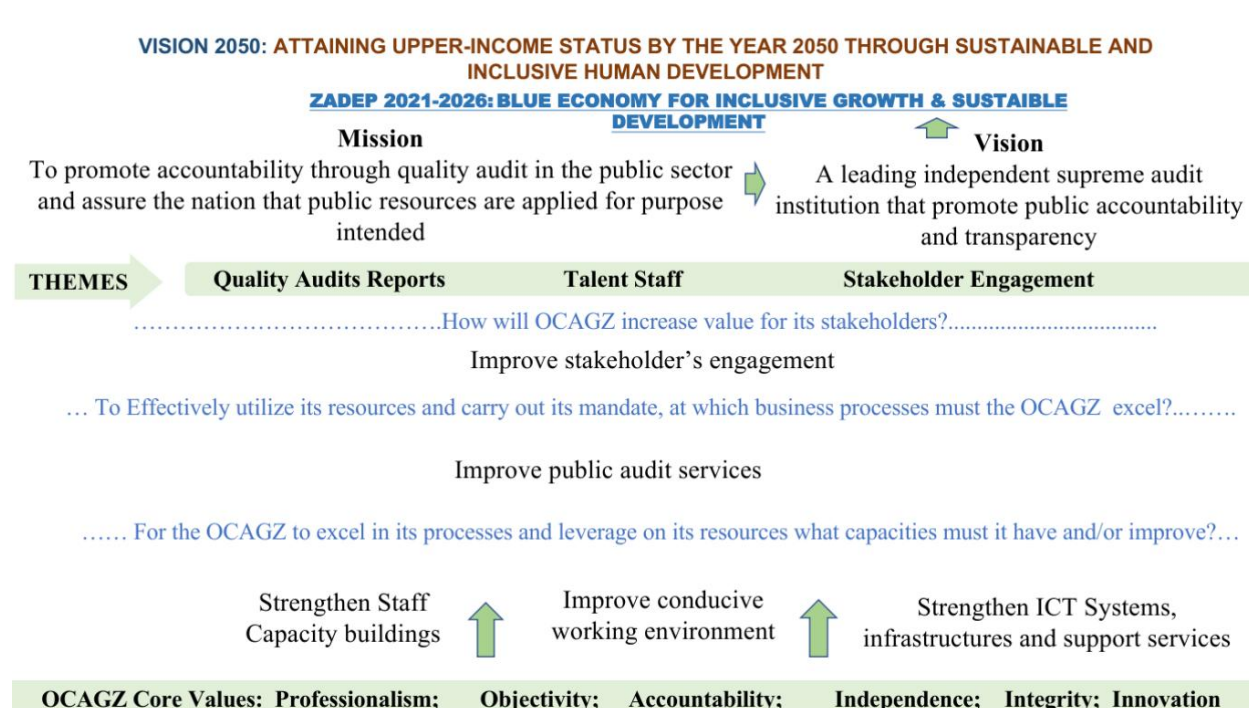 VISION 2050: ATTAINING UPPER-INCOME STATUS BY THE YEAR 2050 THROUGH SUSTAINABLE AND
INCLUSIVE HUMAN DEVELOPMENT
ZADEP 2021-2026: BLUE ECONOMY FOR INCLUSIVE GROWTH & SUSTAIBLE
DEVELOPMENT
Mission
To promote accountability through quality audit in the public sector
and assure the nation that public resources are applied for purpose
intended
Vision
A leading independent supreme audit
institution that promote public accountability
and transparency
THEMES Quality Audits Reports Talent Staff Stakeholder Engagement
………………………………….How will OCAGZ increase value for its stakeholders?....................................
Improve stakeholder’s engagement
… To Effectively utilize its resources and carry out its mandate, at which business processes must the OCAGZ excel?..…….
Improve public audit services
…… For the OCAGZ to excel in its processes and leverage on its resources what capacities must it have and/or improve?…
Strengthen Staff
Capacity buildings
Improve conducive
working environment
Strengthen ICT Systems,
infrastructures and support services
OCAGZ Core Values: Professionalism; Objectivity; Accountability; Independence; Integrity; Innovation